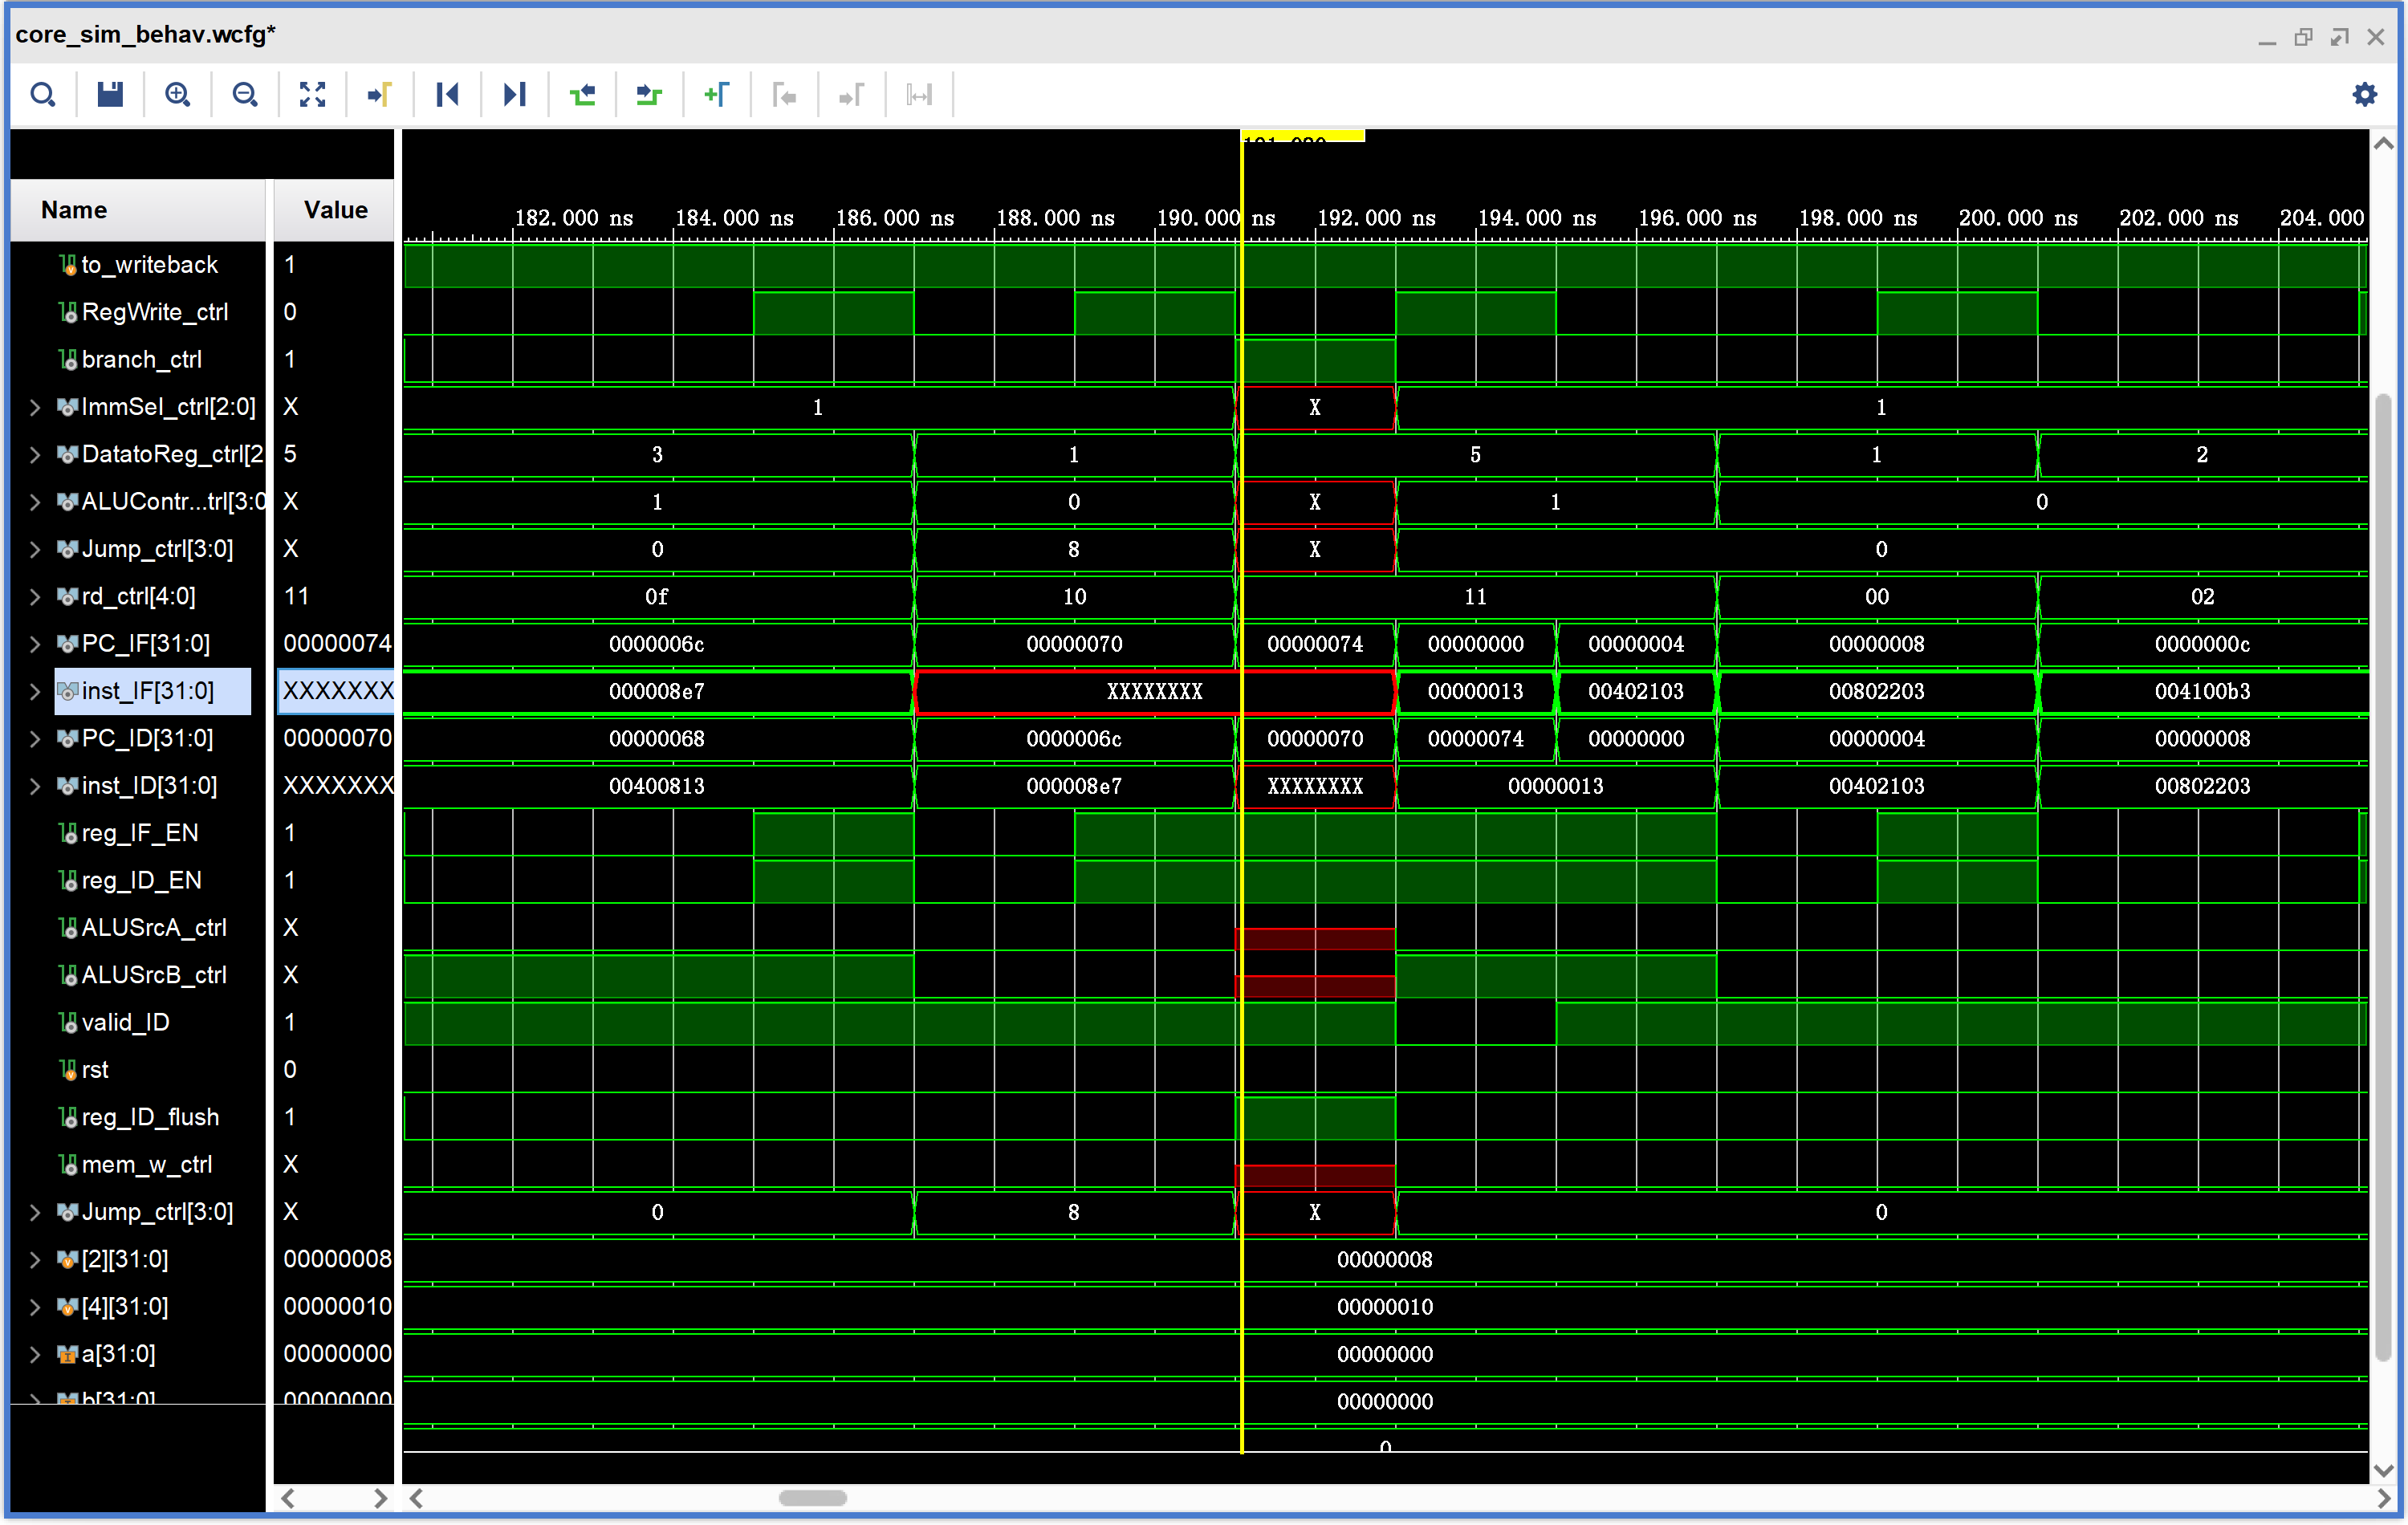 core_sim_behav.wcfg*
Name Value 182.000 ns 184.000 ns 186.000 ns 188.000 ns 190.000 ns 192.000 ns 194.000 ns 196.000 ns 198.000 ns 200.000 ns 202.000 ns 204.000
to_writeback 1
RegWrite_ctrl 0
branch_ctrl 1
ImmSel_ctrl[2:0] X 1 X 1
DatatoReg_ctrl[2 5 3 1 5 1 2
ALUContr...trl[3:0 X 1 0 X 1 0
Jump_ctrl[3:0] X 0 8 X 0
rd_ctrl[4:0] 11 0f 10 11 00 02
PC_IF[31:0] 00000074 0000006c 00000070 00000074 00000000 00000004 00000008 0000000c
inst_IF[31:0] XXXXXXX 000008e7 XXXXXXXX 00000013 00402103 00802203 004100b3
PC_ID[31:0] 00000070 00000068 0000006c 00000070 00000074 00000000 00000004 00000008
inst_ID[31:0] XXXXXXX 00400813 000008e7 XXXXXXXX 00000013 00402103 00802203
reg_IF_EN 1
reg_ID_EN 1
ALUSrcA_ctrl X
ALUSrcB_ctrl X
valid_ID 1
rst 0
reg_ID_flush 1
mem_w_ctrl X
Jump_ctrl[3:0] X 0 8 X 0
[2][31:0] 00000008 00000008
[4][31:0] 00000010 00000010
a[31:0] 00000000 00000000
b[31:0] 00000000 00000000
0